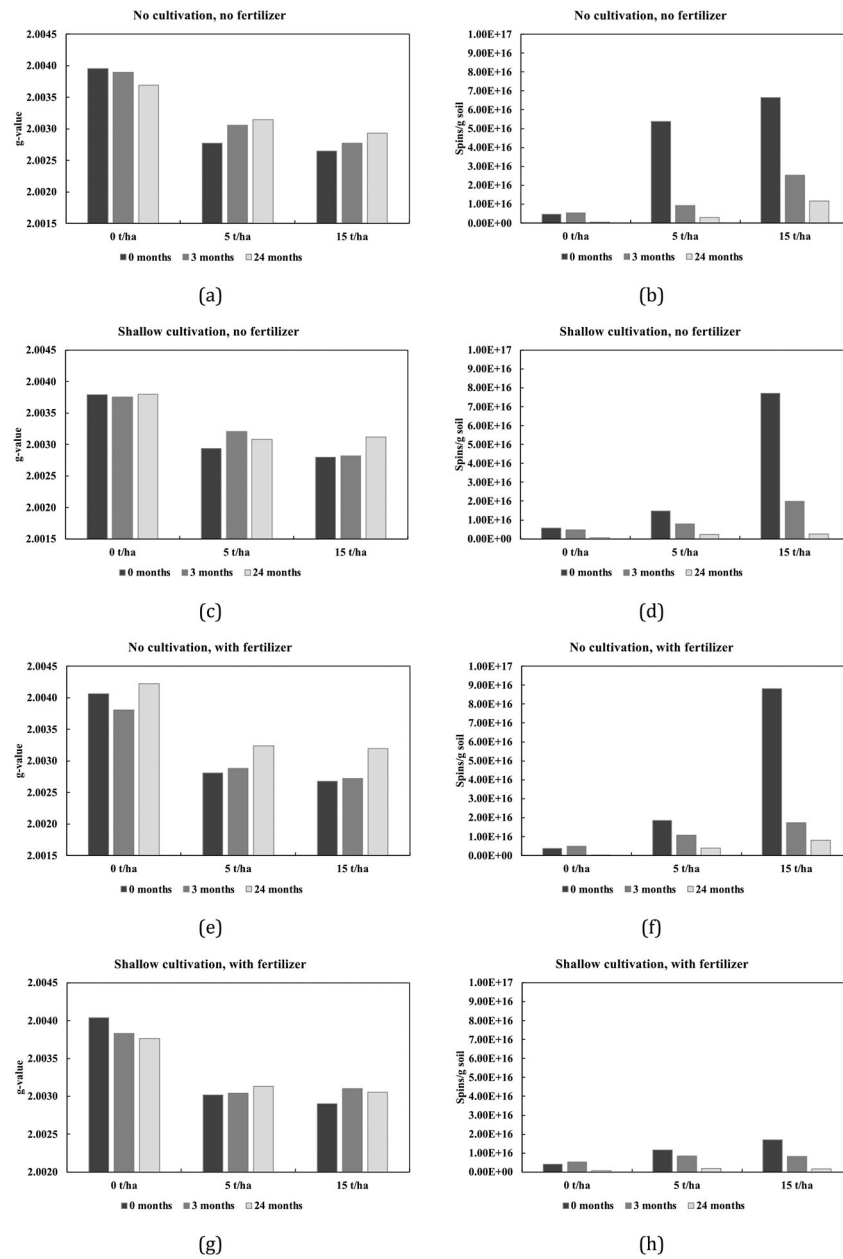 No cultivation, no fertilizer
2.0045
2.0040
2.0035
2.0030
2.0025
2.0020
2.0015
g-value
0 t/ha 5 t/ha 15 t/ha
0 months 3 months 24 months
(a)
No cultivation, no fertilizer
1.00E+17
9.00E+16
8.00E+16
7.00E+16
6.00E+16
5.00E+16
4.00E+16
3.00E+16
2.00E+16
1.00E+16
0.00E+00
Spins/g soil
0 t/ha 5 t/ha 15 t/ha
0 months 3 months 24 months
(b)
Shallow cultivation, no fertilizer
2.0045
2.0040
2.0035
2.0030
2.0025
2.0020
2.0015
g-value
0 t/ha 5 t/ha 15 t/ha
0 months 3 months 24 months
(c)
Shallow cultivation, no fertilizer
1.00E+17
9.00E+16
8.00E+16
7.00E+16
6.00E+16
5.00E+16
4.00E+16
3.00E+16
2.00E+16
1.00E+16
0.00E+00
Spins/g soil
0 t/ha 5 t/ha 15 t/ha
0 months 3 months 24 months
(d)
No cultivation, with fertilizer
2.0045
2.0040
2.0035
2.0030
2.0025
2.0020
2.0015
g-value
0 t/ha 5 t/ha 15 t/ha
0 months 3 months 24 months
(e)
No cultivation, with fertilizer
1.00E+17
9.00E+16
8.00E+16
7.00E+16
6.00E+16
5.00E+16
4.00E+16
3.00E+16
2.00E+16
1.00E+16
0.00E+00
Spins/g soil
0 t/ha 5 t/ha 15 t/ha
0 months 3 months 24 months
(f)
Shallow cultivation, with fertilizer
2.0045
2.0040
2.0035
2.0030
2.0025
2.0020
g-value
0 t/ha 5 t/ha 15 t/ha
0 months 3 months 24 months
(g)
Shallow cultivation, with fertilizer
1.00E+17
9.00E+16
8.00E+16
7.00E+16
6.00E+16
5.00E+16
4.00E+16
3.00E+16
2.00E+16
1.00E+16
0.00E+00
Spins/g soil
0 t/ha 5 t/ha 15 t/ha
0 months 3 months 24 months
(h)